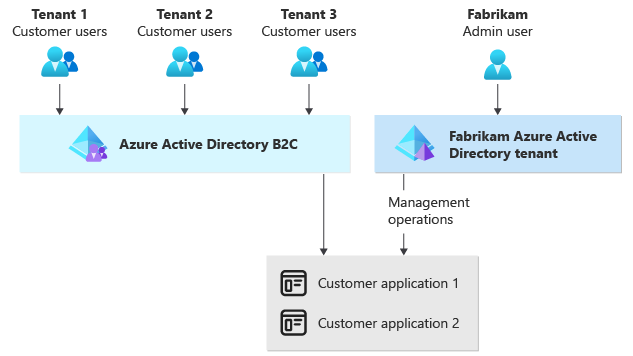 Tenant 1
Customer users
Tenant 2
Customer users
Tenant 3
Customer users
Fabrikam
Admin user
Azure Active Directory B2C
Fabrikam Azure Active
Directory tenant
Management
operations
Customer application 1
Customer application 2